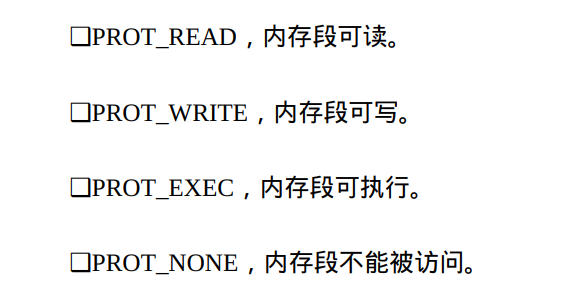 ❑PROT_READ，内存段可读。
❑PROT_WRITE，内存段可写。
❑PROT_EXEC，内存段可执行。
❑PROT_NONE，内存段不能被访问。